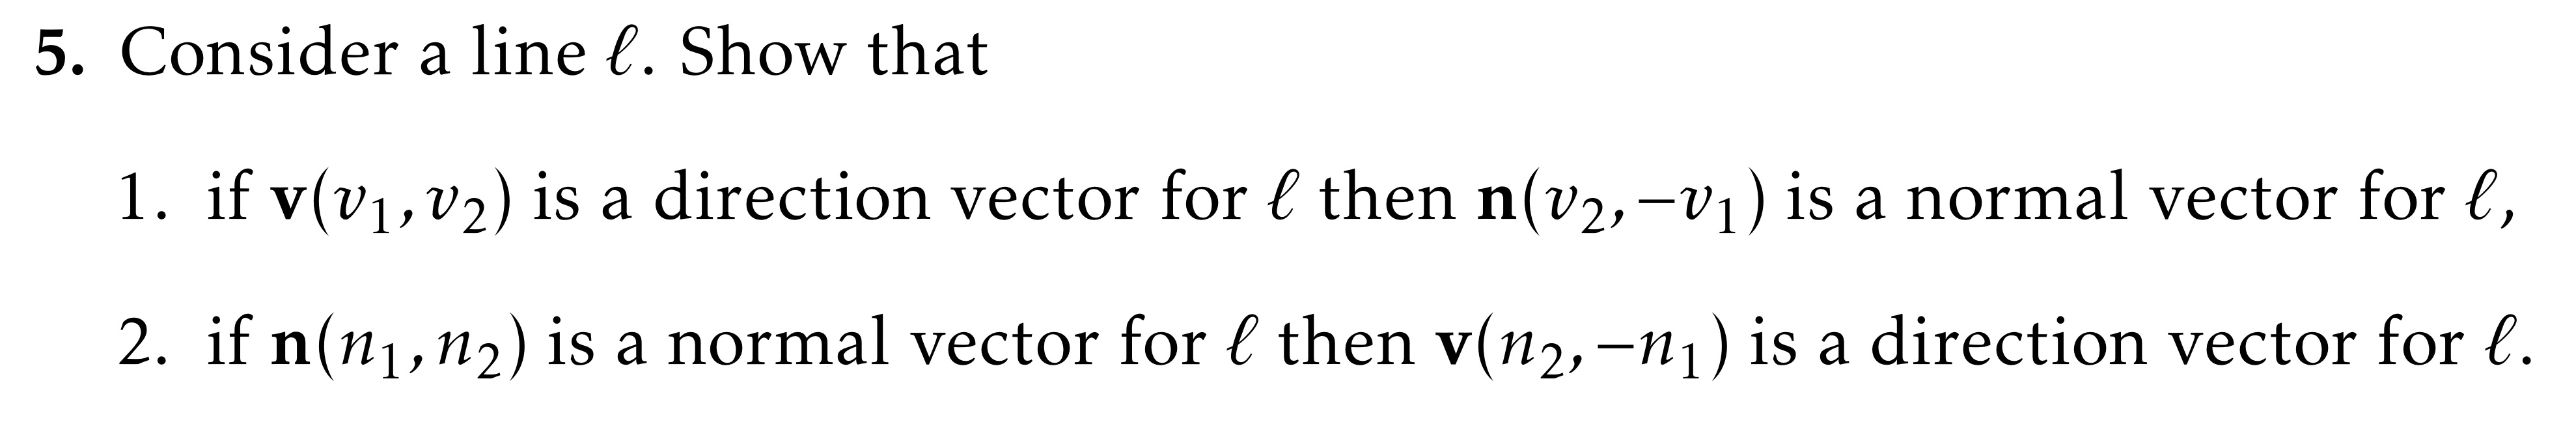 5. Consider a line ℓ. Show that
1. if v(v₁, v₂) is a direction vector for ℓ then n(v₂, −v₁) is a normal vector for ℓ,
2. if n(n₁, n₂) is a normal vector for ℓ then v(n₂, −n₁) is a direction vector for ℓ.